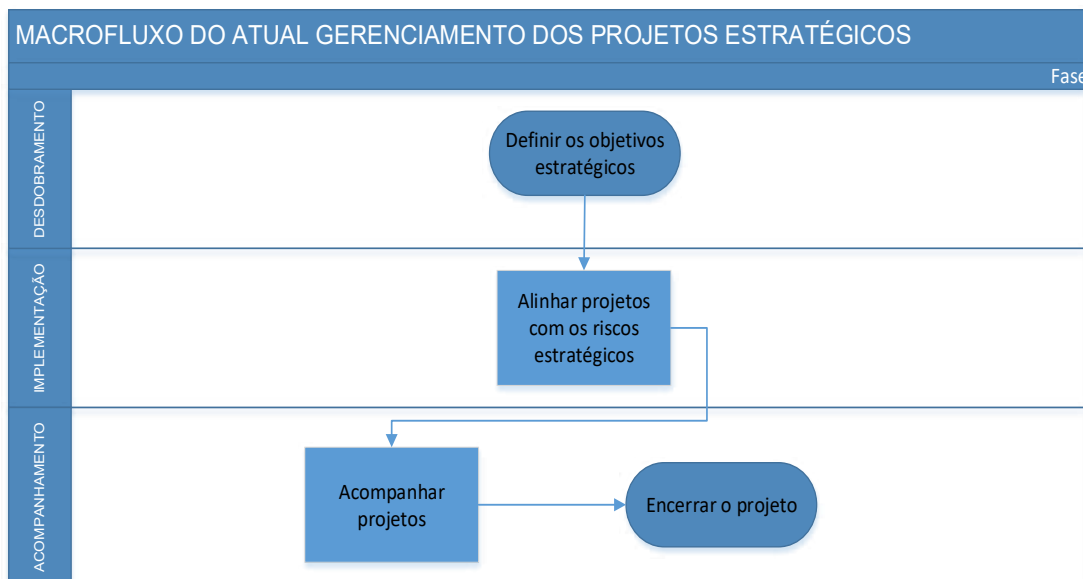 MACROFLUXO DO ATUAL GERENCIAMENTO DOS PROJETOS ESTRATÉGICOS
Fase
DESDOBRAMENTO
Definir os objetivos
estratégicos
IMPLEMENTAÇÃO
Alinhar projetos
com os riscos
estratégicos
ACOMPANHAMENTO
Acompanhar
projetos
Encerrar o projeto